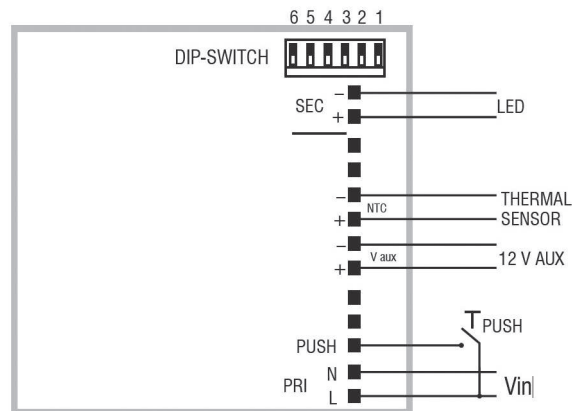 6 5 4 3 2 1
DIP-SWITCH
SEC
−
+
LED
−
+
NTC
THERMAL
SENSOR
−
+
V aux
12 V AUX
PUSH
PUSH
PRI
N
L
Vin